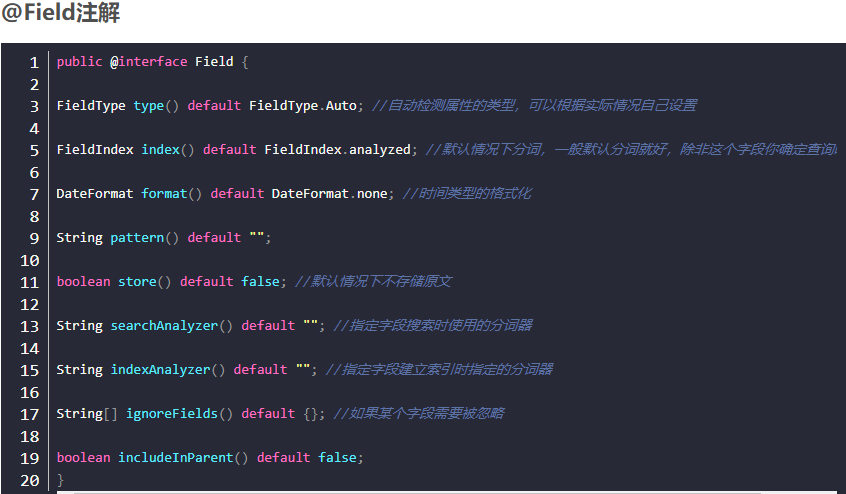 @Field注解
1 public @interface Field {
2
3 FieldType type() default FieldType.Auto; //自动检测属性的类型，可以根据实际情况自己设置
4
5 FieldIndex index() default FieldIndex.analyzed; //默认情况下分词，一般默认分词就好，除非这个字段你确定查询
6
7 DateFormat format() default DateFormat.none; //时间类型的格式化
8
9 String pattern() default "";
10
11 boolean store() default false; //默认情况下不存储原文
12
13 String searchAnalyzer() default ""; //指定字段搜索时使用的分词器
14
15 String indexAnalyzer() default ""; //指定字段建立索引时指定的分词器
16
17 String[] ignoreFields() default {}; //如果某个字段需要被忽略
18
19 boolean includeInParent() default false;
20 }